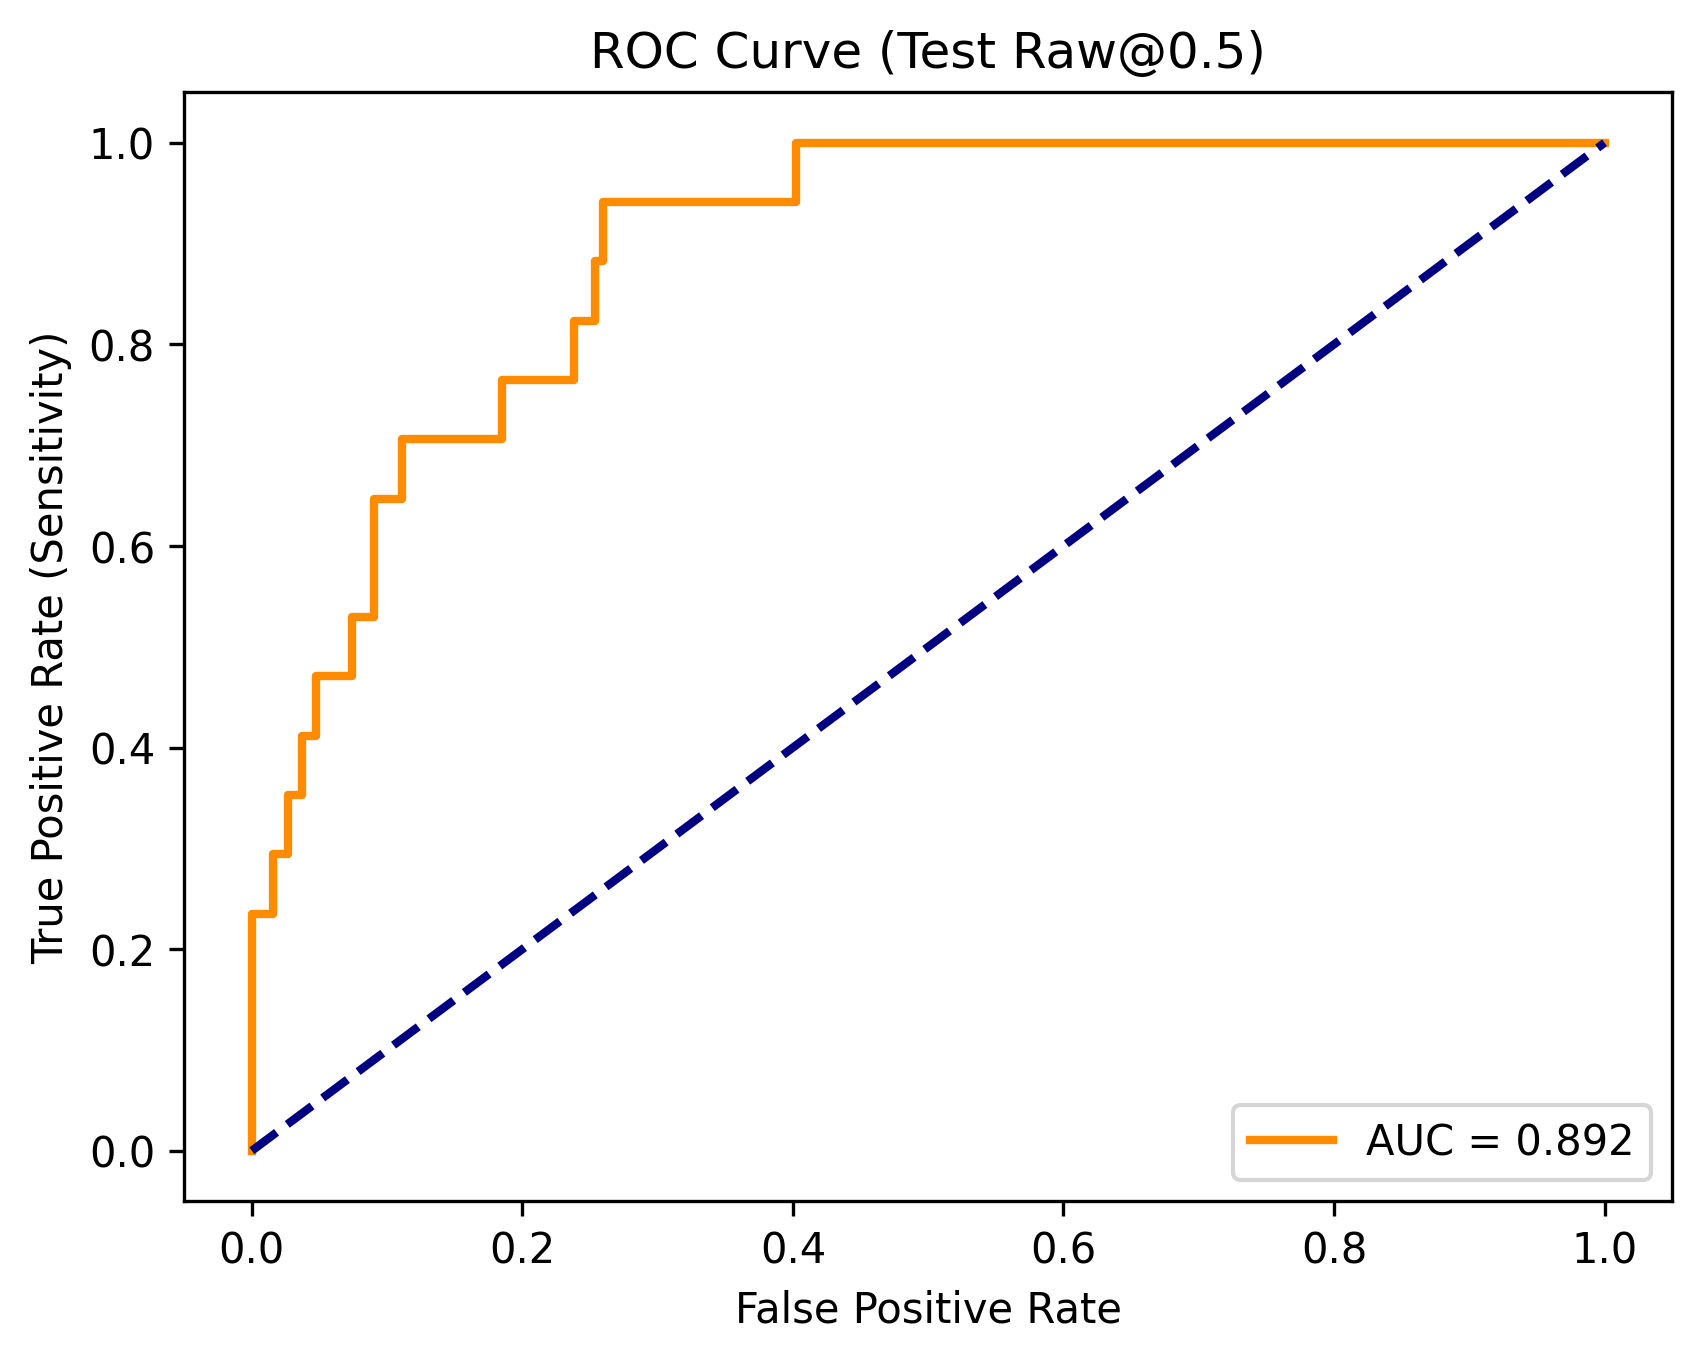 ROC Curve (Test Raw@0.5)
True Positive Rate (Sensitivity)
1.0
0.8
0.6
0.4
0.2
0.0
AUC = 0.892
0.0 0.2 0.4 0.6 0.8 1.0
False Positive Rate